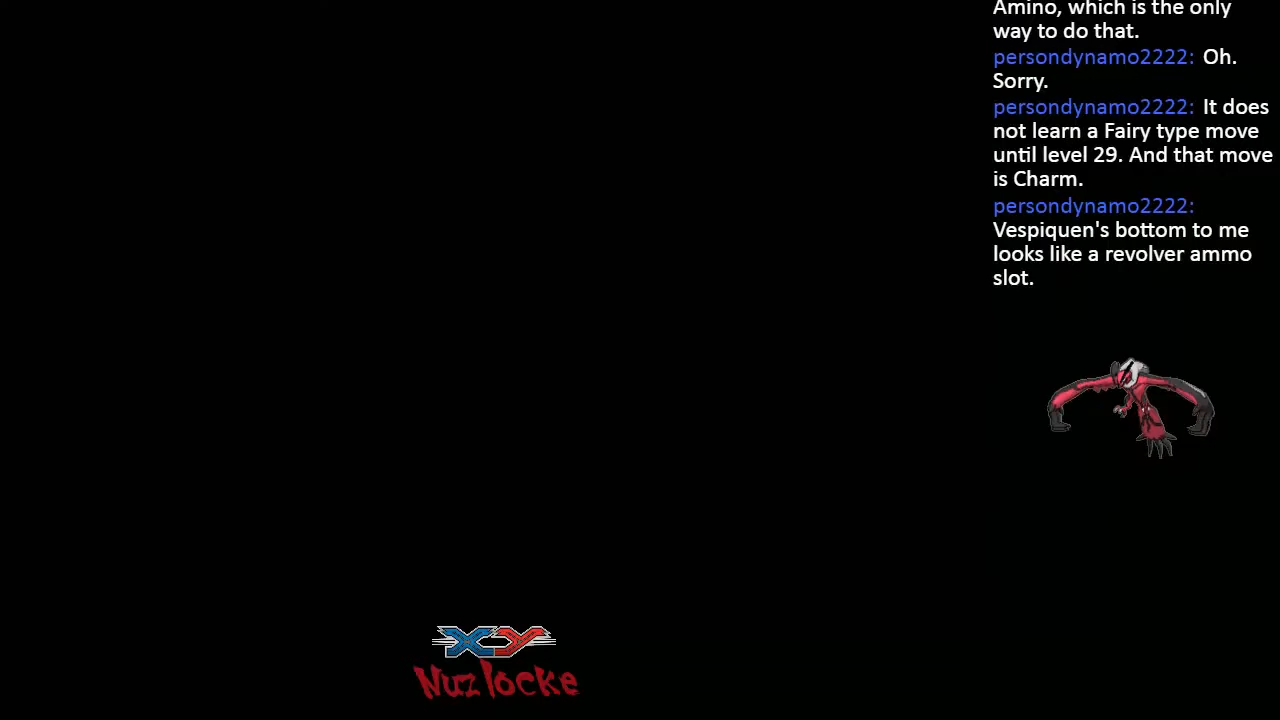 Amino, which is the only
way to do that.
persondynamo2222: Oh.
Sorry.
persondynamo2222: It does
not learn a Fairy type move
until level 29. And that move
is Charm.
persondynamo2222:
Vespiquen's bottom to me
looks like a revolver ammo
slot.
XY
Nuzlocke